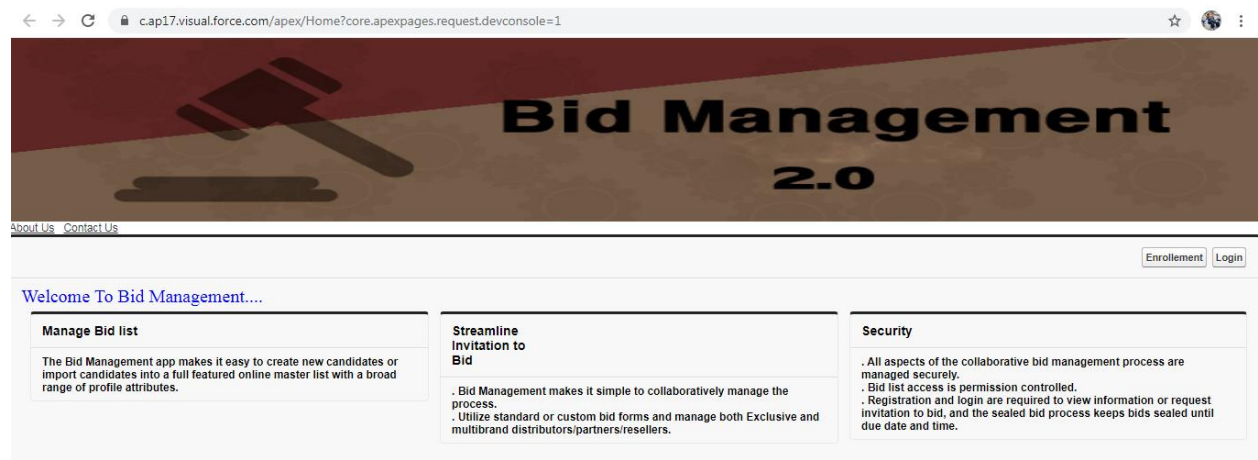 c.ap17.visual.force.com/apex/Home?core.apexpages.request.devconsole=1
Bid Management
2.0
About Us Contact Us
Enrollement Login
Welcome To Bid Management....
Manage Bid list
The Bid Management app makes it easy to create new candidates or
import candidates into a full featured online master list with a broad
range of profile attributes.
Streamline
Invitation to
Bid
. Bid Management makes it simple to collaboratively manage the
process.
. Utilize standard or custom bid forms and manage both Exclusive and
multibrand distributors/partners/resellers.
Security
. All aspects of the collaborative bid management process are
managed securely.
. Bid list access is permission controlled.
. Registration and login are required to view information or request
invitation to bid, and the sealed bid process keeps bids sealed until
due date and time.